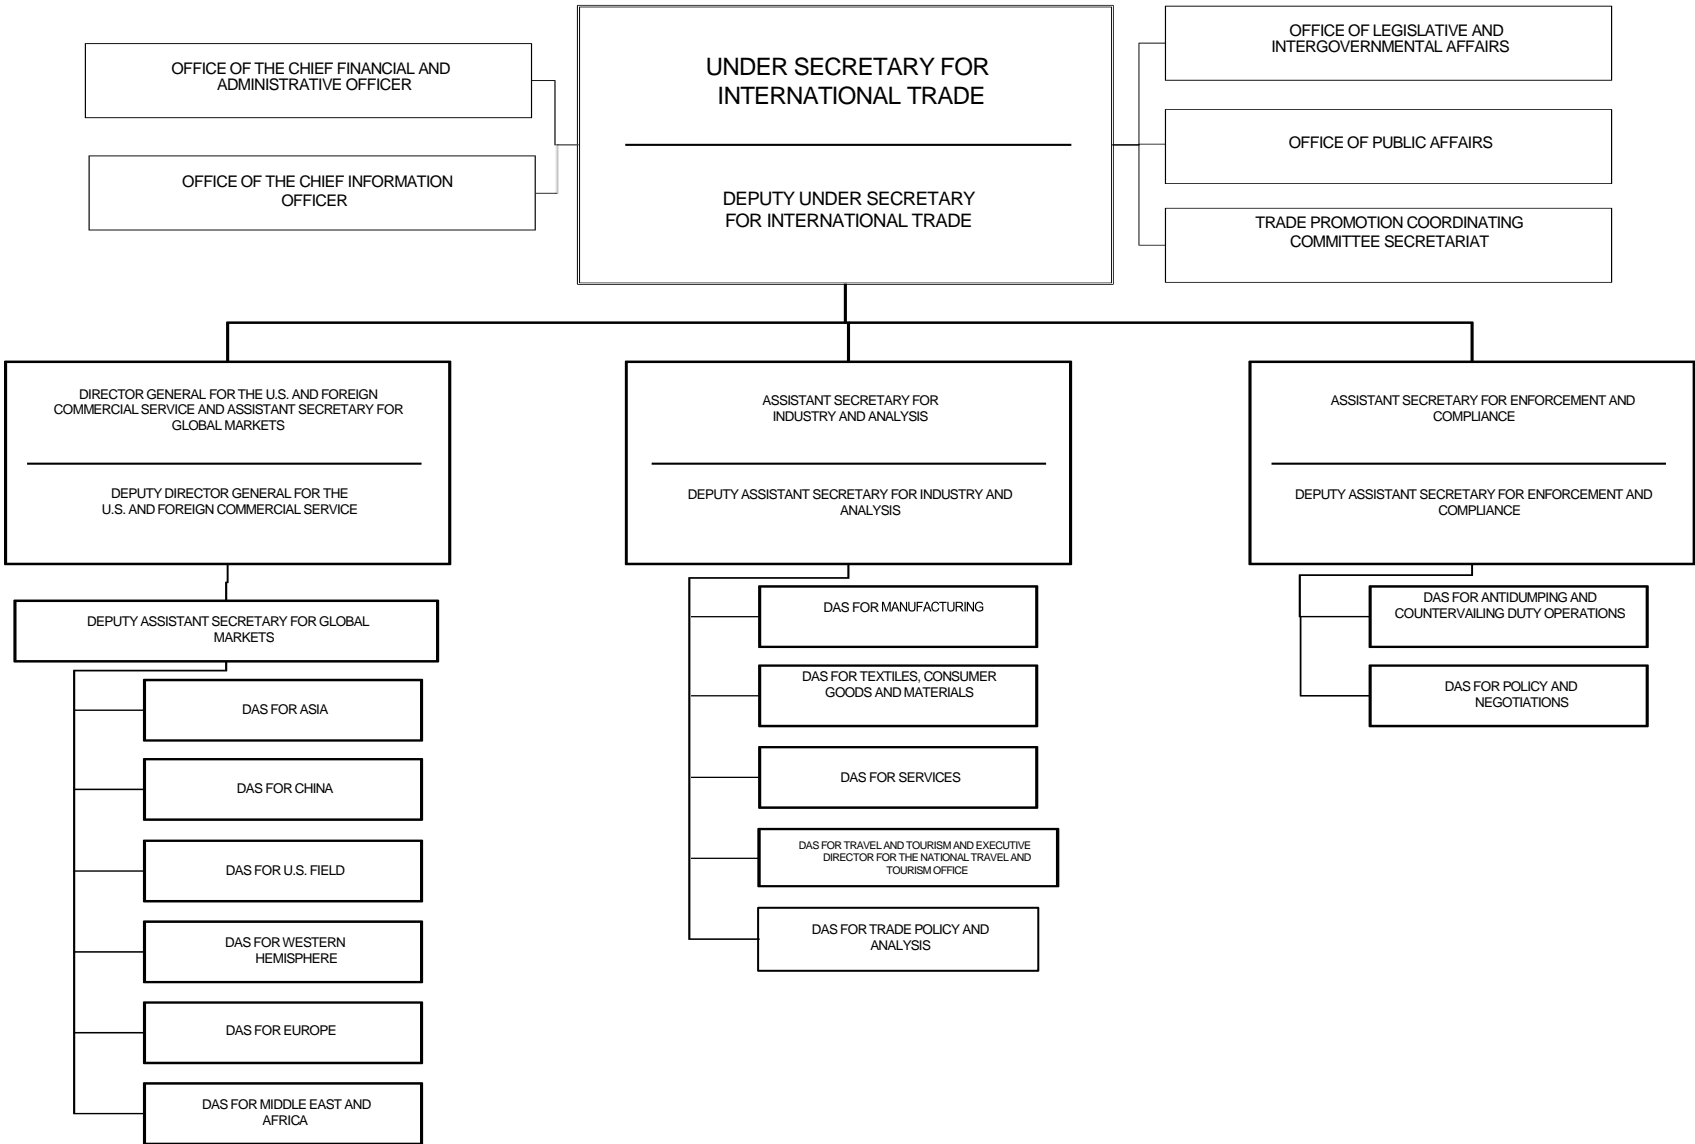 OFFICE OF THE CHIEF FINANCIAL AND
ADMINISTRATIVE OFFICER
OFFICE OF THE CHIEF INFORMATION
OFFICER
UNDER SECRETARY FOR
INTERNATIONAL TRADE
DEPUTY UNDER SECRETARY
FOR INTERNATIONAL TRADE
OFFICE OF LEGISLATIVE AND
INTERGOVERNMENTAL AFFAIRS
OFFICE OF PUBLIC AFFAIRS
TRADE PROMOTION COORDINATING
COMMITTEE SECRETARIAT
DIRECTOR GENERAL FOR THE U.S. AND FOREIGN
COMMERCIAL SERVICE AND ASSISTANT SECRETARY FOR
GLOBAL MARKETS
DEPUTY DIRECTOR GENERAL FOR THE
U.S. AND FOREIGN COMMERCIAL SERVICE
DEPUTY ASSISTANT SECRETARY FOR GLOBAL
MARKETS
DAS FOR ASIA
DAS FOR CHINA
DAS FOR U.S. FIELD
DAS FOR WESTERN
HEMISPHERE
DAS FOR EUROPE
DAS FOR MIDDLE EAST AND
AFRICA
ASSISTANT SECRETARY FOR
INDUSTRY AND ANALYSIS
DEPUTY ASSISTANT SECRETARY FOR INDUSTRY AND
ANALYSIS
DAS FOR MANUFACTURING
DAS FOR TEXTILES, CONSUMER
GOODS AND MATERIALS
DAS FOR SERVICES
DAS FOR TRAVEL AND TOURISM AND EXECUTIVE
DIRECTOR FOR THE NATIONAL TRAVEL AND
TOURISM OFFICE
DAS FOR TRADE POLICY AND
ANALYSIS
ASSISTANT SECRETARY FOR ENFORCEMENT AND
COMPLIANCE
DEPUTY ASSISTANT SECRETARY FOR ENFORCEMENT AND
COMPLIANCE
DAS FOR ANTIDUMPING AND
COUNTERVAILING DUTY OPERATIONS
DAS FOR POLICY AND
NEGOTIATIONS